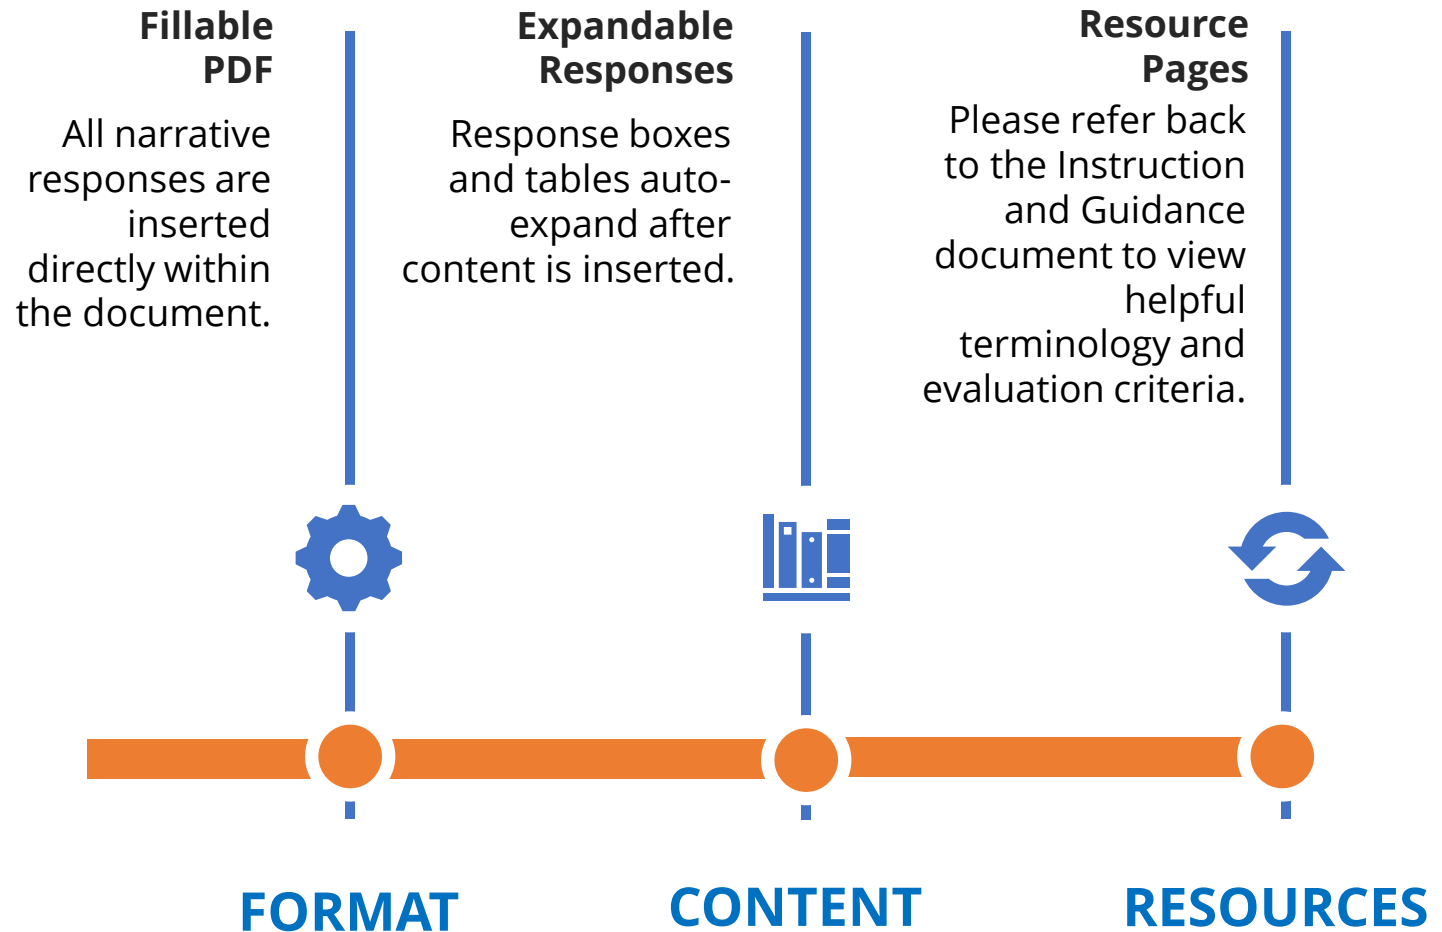 Fillable
PDF
All narrative
responses are
inserted
directly within
the document.
Expandable
Responses
Response boxes
and tables auto-
expand after
content is inserted.
Resource
Pages
Please refer back
to the Instruction
and Guidance
document to view
helpful
terminology and
evaluation criteria.
FORMAT
CONTENT
RESOURCES